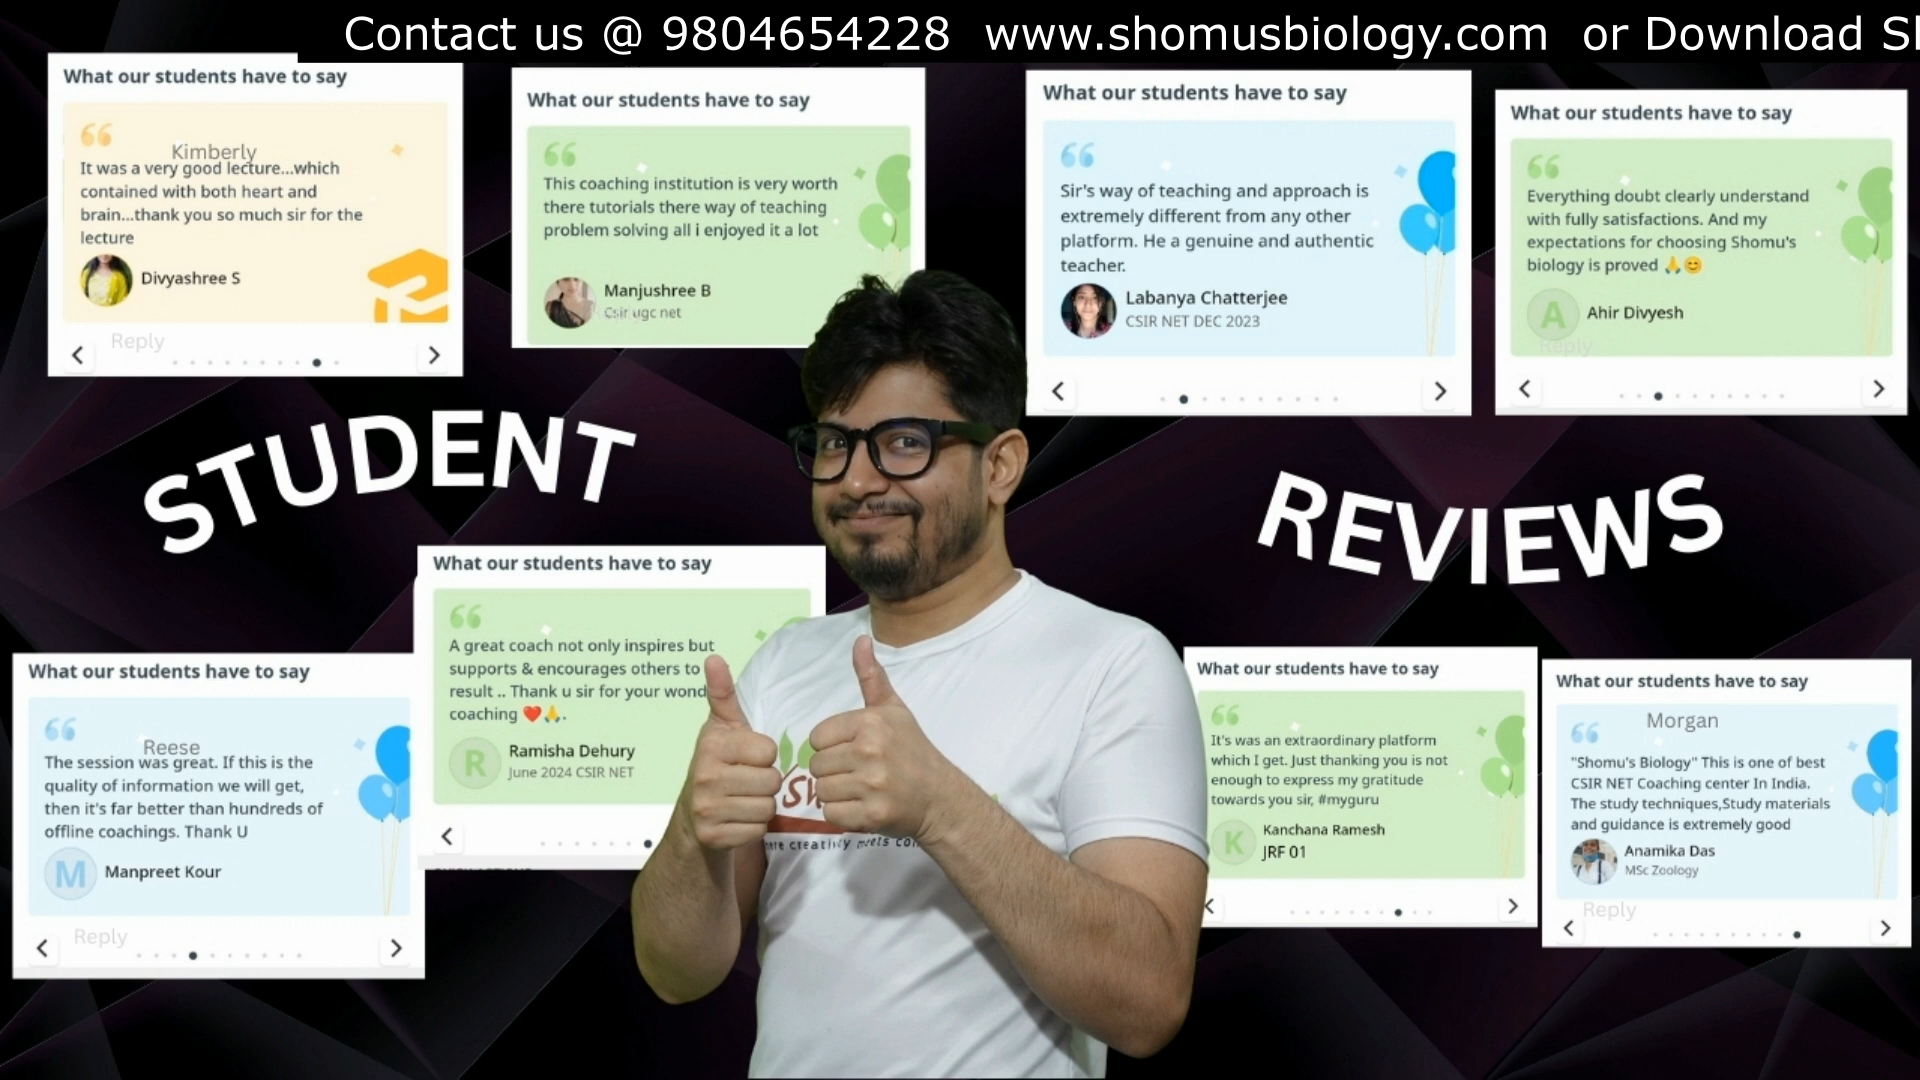 Contact us @ 9804654228 www.shomusbiology.com or Download
What our students have to say
Kimberly
It was a very good lecture...which
contained with both heart and
brain...thank you so much sir for the
lecture
Divyashree S
Reply
What our students have to say
This coaching institution is very worth
there tutorials there way of teaching
problem solving all i enjoyed it a lot
Manjushree B
Csir ugc net
What our students have to say
Sir's way of teaching and approach is
extremely different from any other
platform. He a genuine and authentic
teacher.
Labanya Chatterjee
CSIR NET DEC 2023
What our students have to say
Everything doubt clearly understand
with fully satisfactions. And my
expectations for choosing Shomu's
biology is proved 🙏😊
Ahir Divyesh
Reply
STUDENT
REVIEWS
What our students have to say
Reese
The session was great. If this is the
quality of information we will get,
then it's far better than hundreds of
offline coachings. Thank U
Manpreet Kour
Reply
What our students have to say
A great coach not only inspires but
supports & encourages others to
result .. Thank u sir for your
coaching ❤️🙏.
Ramisha Dehury
June 2024 CSIR NET
What our students have to say
It's was an extraordinary platform
which I get. Just thanking you is not
enough to express my gratitude
towards you sir, #myguru
Kanchana Ramesh
JRF 01
What our students have to say
Morgan
"Shomu's Biology" This is one of best
CSIR NET Coaching center In India.
The study techniques,Study materials
and guidance is extremely good
Anamika Das
MSc Zoology
Reply
creativity meets